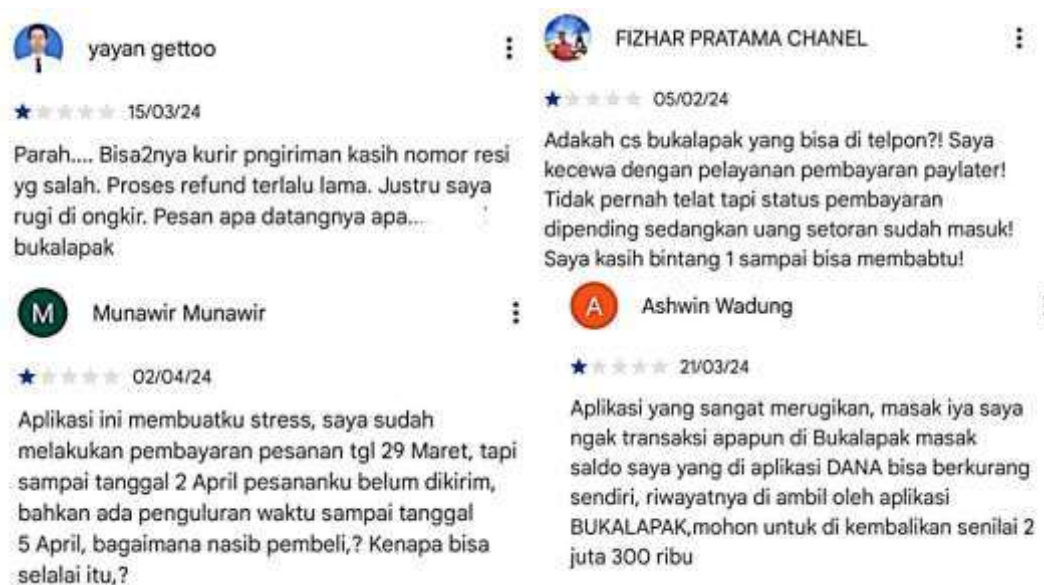 yayan gettoo
15/03/24
Parah.... Bisa2nya kurir pngiriman kasih nomor resi
yg salah. Proses refund terlalu lama. Justru saya
rugi di ongkir. Pesan apa datangnya apa...
bukalapak
FIZHAR PRATAMA CHANEL
05/02/24
Adakah cs bukalapak yang bisa di telpon?! Saya
kecewa dengan pelayanan pembayaran paylater!
Tidak pernah telat tapi status pembayaran
dipending sedangkan uang setoran sudah masuk!
Saya kasih bintang 1 sampai bisa membabtu!
M
Munawir Munawir
02/04/24
Aplikasi ini membuatku stress, saya sudah
melakukan pembayaran pesanan tgl 29 Maret, tapi
sampai tanggal 2 April pesananku belum dikirim,
bahkan ada penguluran waktu sampai tanggal
5 April, bagaimana nasib pembeli,? Kenapa bisa
selalai itu,?
A
Ashwin Wadung
21/03/24
Aplikasi yang sangat merugikan, masak iya saya
ngak transaksi apapun di Bukalapak masak
saldo saya yang di aplikasi DANA bisa berkurang
sendiri, riwayatnya di ambil oleh aplikasi
BUKALAPAK,mohon untuk di kembalikan senilai 2
juta 300 ribu